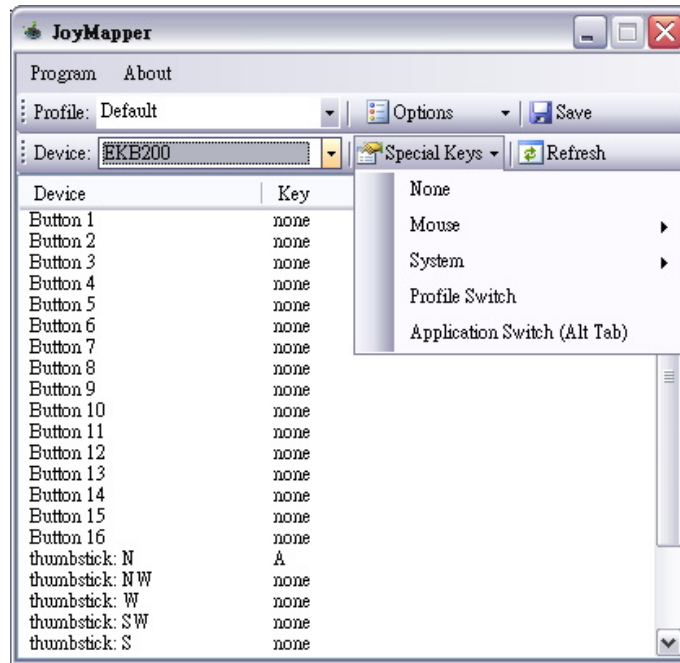 JoyMapper
Program About
Profile: Default Options Save
Device: EKB200 Special Keys Refresh
Device Key
None
Mouse
System
Profile Switch
Application Switch (Alt Tab)
Button 1 none
Button 2 none
Button 3 none
Button 4 none
Button 5 none
Button 6 none
Button 7 none
Button 8 none
Button 9 none
Button 10 none
Button 11 none
Button 12 none
Button 13 none
Button 14 none
Button 15 none
Button 16 none
thumbstick: N A
thumbstick: NW none
thumbstick: W none
thumbstick: SW none
thumbstick: S none